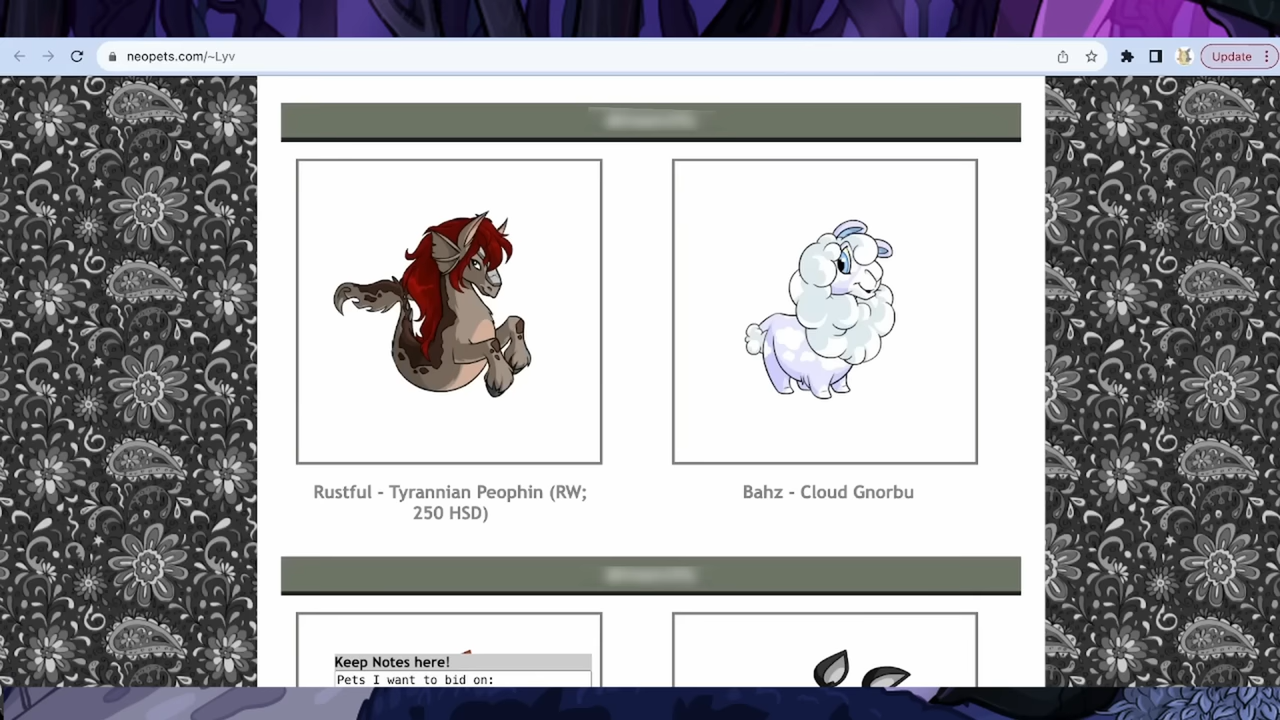 neopets.com/~Lyv
Update
Rustful - Tyrannian Peophin (RW;
250 HSD)
Bahz - Cloud Gnorbu
Keep Notes here!
Pets I want to bid on: